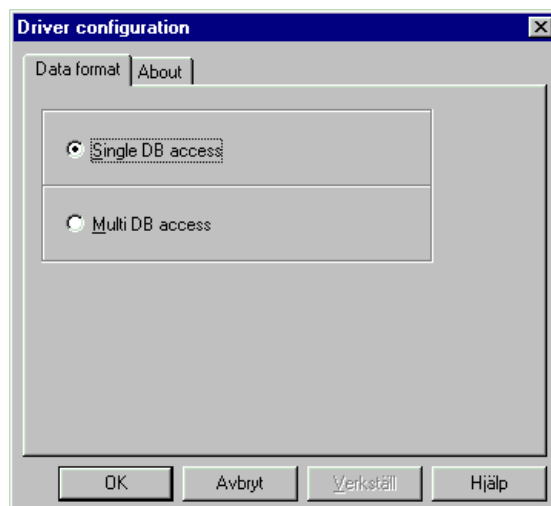 Driver configuration
Data format About
Single DB access
Multi DB access
OK Avbryt Verkställ Hjälp